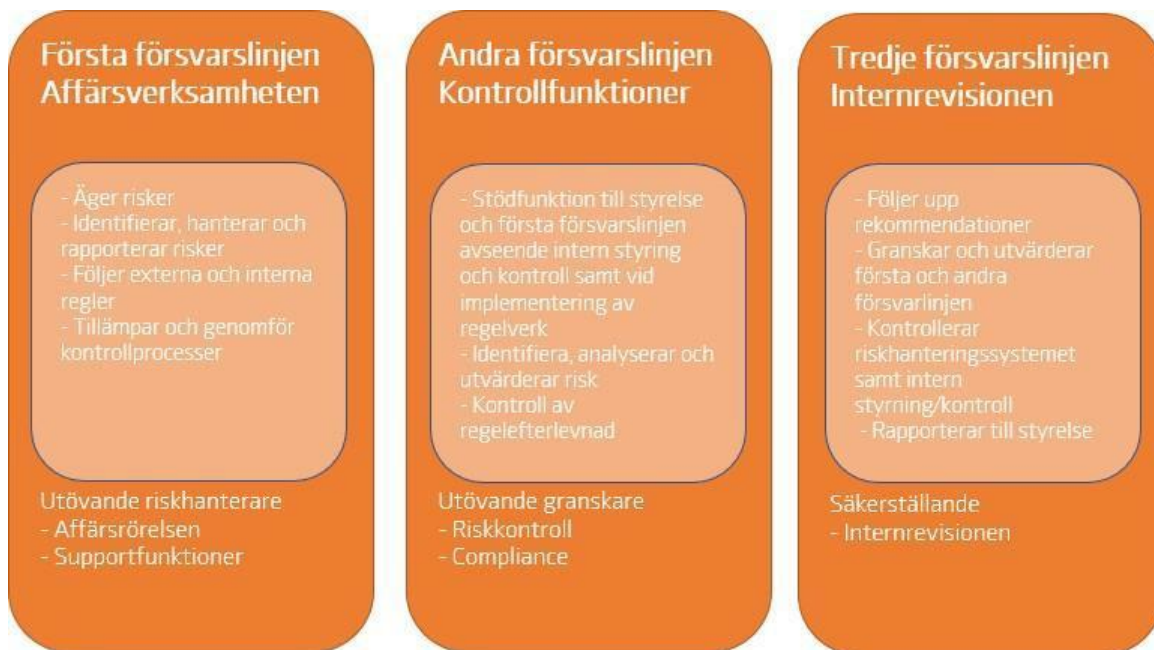 Första försvarslinjen
Affärsverksamheten
- Äger risker
- Identifierar, hanterar och
rapporterar risker
- Följer externa och interna
regler
- Tillämpar och genomför
kontrollprocesser
Utövande riskhanterare
- Affärsrörelsen
- Supportfunktioner
Andra försvarslinjen
Kontrollfunktioner
- Stödfunktion till styrelse
och första försvarslinjen
avseende intern styring
och kontroll samt vid
implementering av
regelverk
- Identifiera, analyserar och
utvärderar risk
- Kontroll av
regelefterlevnad
Utövande granskare
- Riskkontroll
- Compliance
Tredje försvarslinjen
Internrevisionen
- Följer upp
rekommendationer
- Granskar och utvärderar
första och andra
försvarlinjen
- Kontrollerar
riskhanteringssystemet
samt intern
styrning/kontroll
- Rapporterar till styrelse
Säkerställande
- Internrevisionen